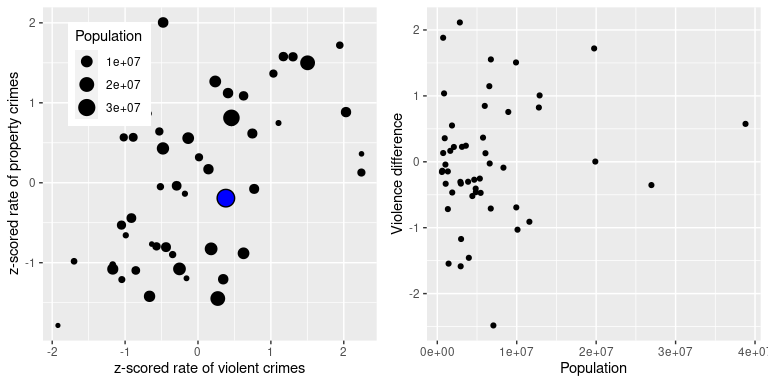 Population
1e+07
2e+07
3e+07
2
1
0
-1
-2
-1
0
1
2
z-scored rate of property crimes
z-scored rate of violent crimes
2
1
0
-1
-2
0e+00
1e+07
2e+07
3e+07
4e+07
Violence difference
Population